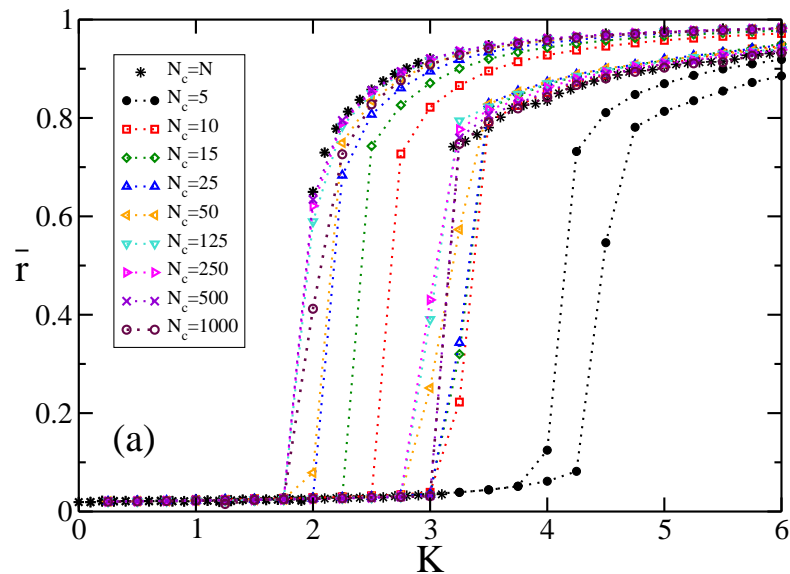 1
0.8
0.6
0.4
0.2
0
r̄
N_c=N
N_c=5
N_c=10
N_c=15
N_c=25
N_c=50
N_c=125
N_c=250
N_c=500
N_c=1000
(a)
0 1 2 3 4 5 6
K